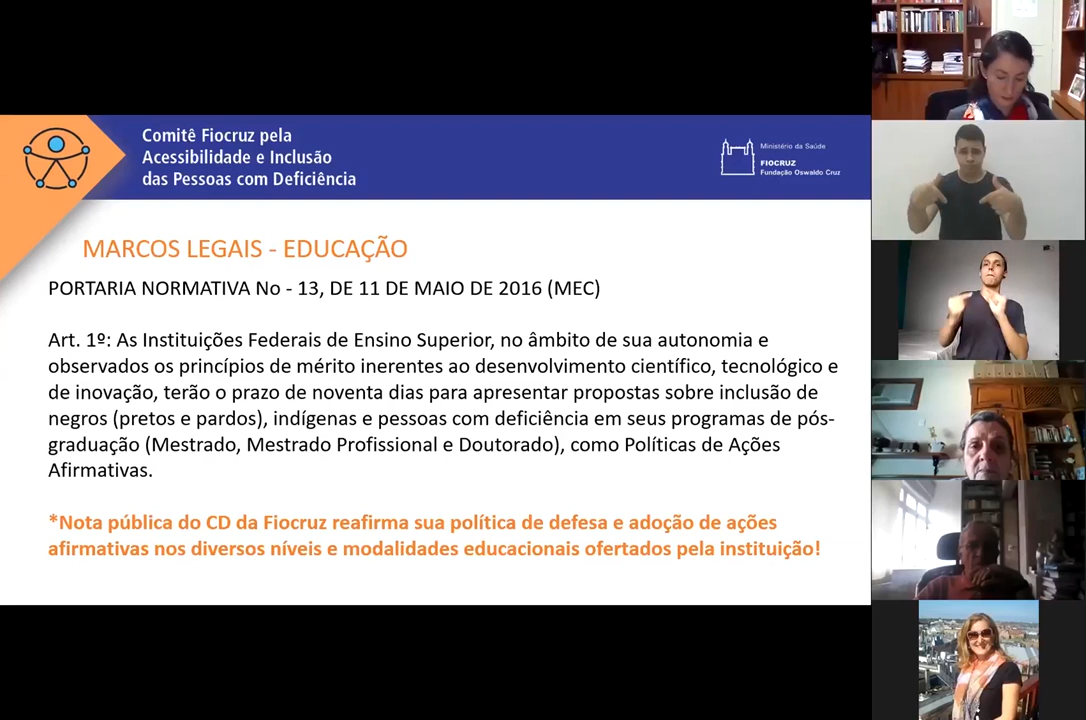 Comitê Fiocruz pela
Acessibilidade e Inclusão
das Pessoas com Deficiência
Ministério da Saúde
FIOCRUZ
Fundação Oswaldo Cruz
MARCOS LEGAIS - EDUCAÇÃO
PORTARIA NORMATIVA No - 13, DE 11 DE MAIO DE 2016 (MEC)
Art. 1º: As Instituições Federais de Ensino Superior, no âmbito de sua autonomia e
observados os princípios de mérito inerentes ao desenvolvimento científico, tecnológico e
de inovação, terão o prazo de noventa dias para apresentar propostas sobre inclusão de
negros (pretos e pardos), indígenas e pessoas com deficiência em seus programas de pós-
graduação (Mestrado, Mestrado Profissional e Doutorado), como Políticas de Ações
Afirmativas.
*Nota pública do CD da Fiocruz reafirma sua política de defesa e adoção de ações
afirmativas nos diversos níveis e modalidades educacionais ofertados pela instituição!